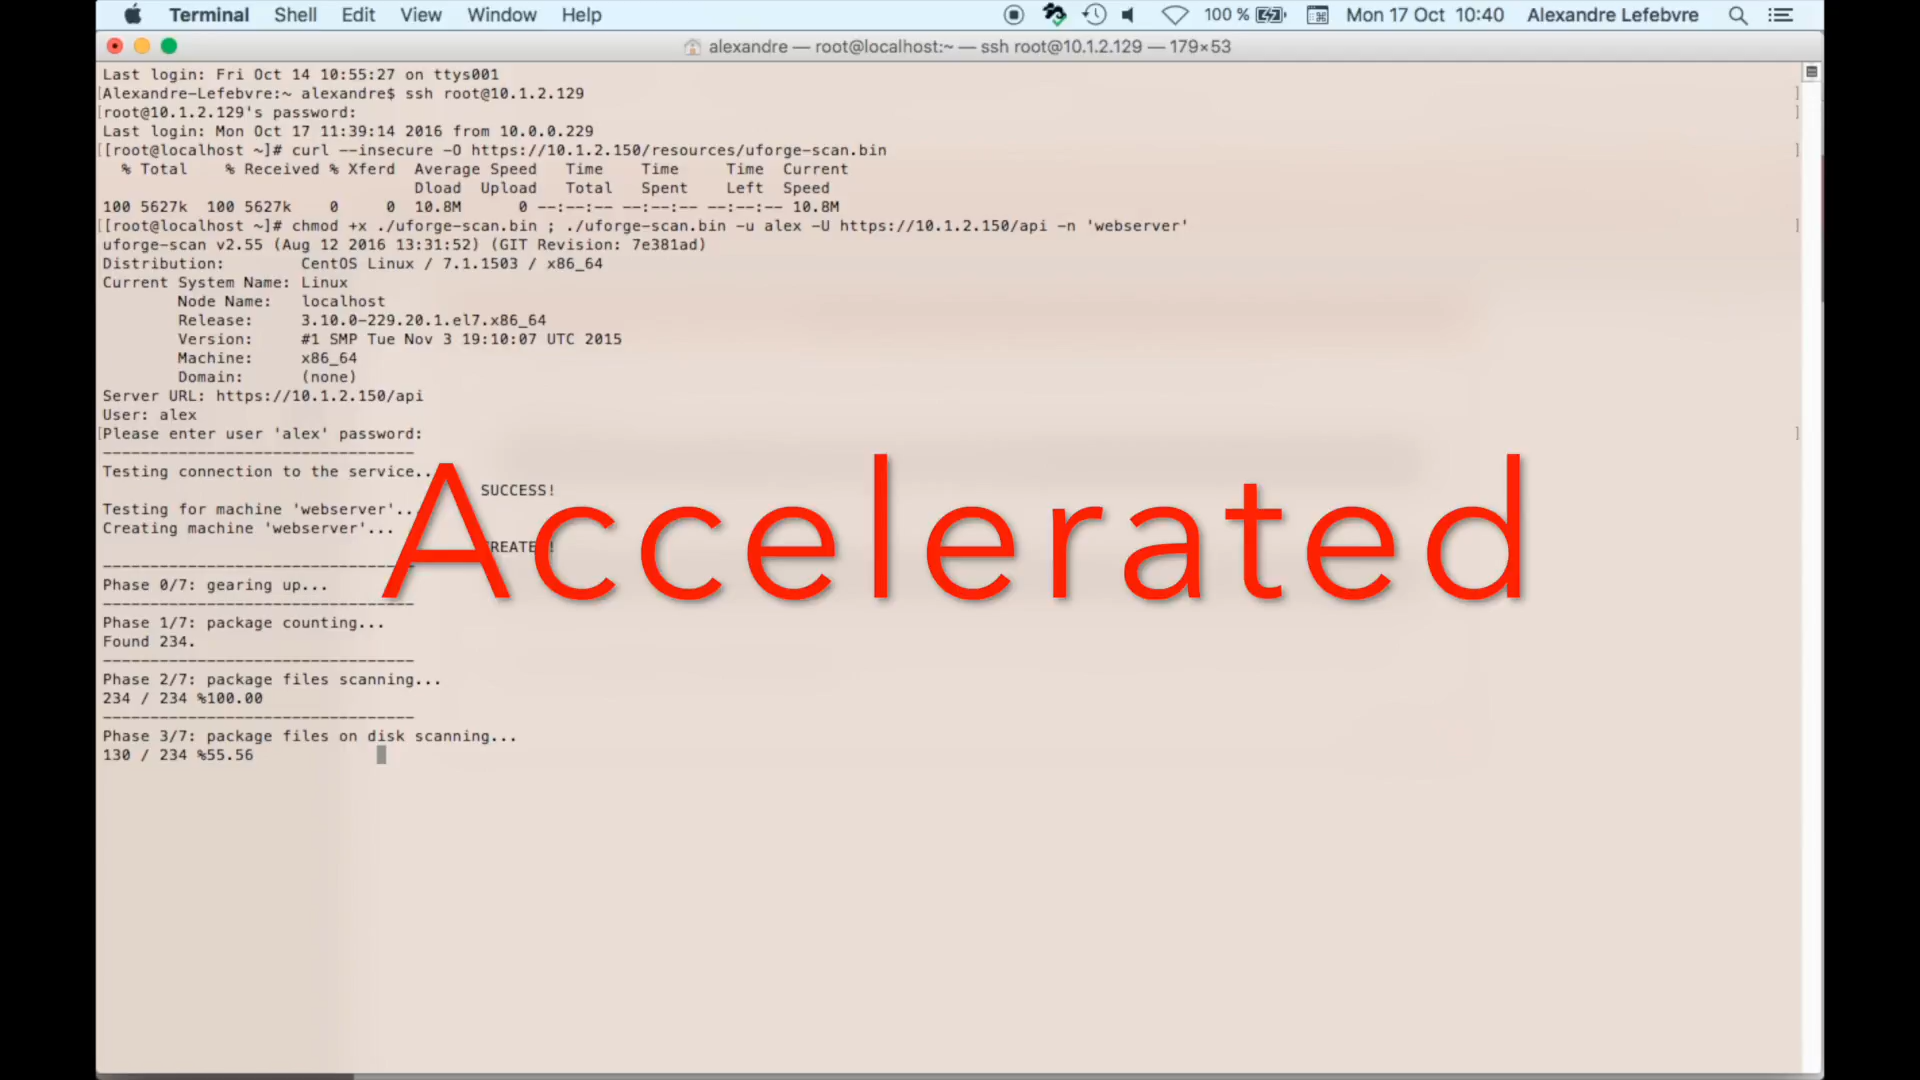 Terminal Shell Edit View Window Help 100 % Mon 17 Oct 10:40 Alexandre Lefebvre
alexandre — root@localhost:~ — ssh root@10.1.2.129 — 179×53
Last login: Fri Oct 14 10:55:27 on ttys001
[Alexandre-Lefebvre:~ alexandre$ ssh root@10.1.2.129 ]
[root@10.1.2.129's password: ]
Last login: Mon Oct 17 11:39:14 2016 from 10.0.0.229
[[root@localhost ~]# curl --insecure -O https://10.1.2.150/resources/uforge-scan.bin ]
% Total % Received % Xferd Average Speed Time Time Time Current
Dload Upload Total Spent Left Speed
100 5627k 100 5627k 0 0 10.8M 0 --:--:-- --:--:-- --:--:-- 10.8M
[[root@localhost ~]# chmod +x ./uforge-scan.bin ; ./uforge-scan.bin -u alex -U https://10.1.2.150/api -n 'webserver' ]
uforge-scan v2.55 (Aug 12 2016 13:31:52) (GIT Revision: 7e381ad)
Distribution: CentOS Linux / 7.1.1503 / x86_64
Current System Name: Linux
Node Name: localhost
Release: 3.10.0-229.20.1.el7.x86_64
Version: #1 SMP Tue Nov 3 19:10:07 UTC 2015
Machine: x86_64
Domain: (none)
Server URL: https://10.1.2.150/api
User: alex
[Please enter user 'alex' password: ]
---------------------------------
Testing connection to the service...
SUCCESS!
Testing for machine 'webserver'...
Creating machine 'webserver'...
Accelerated
---------------------------------
Phase 0/7: gearing up...
---------------------------------
Phase 1/7: package counting...
Found 234.
---------------------------------
Phase 2/7: package files scanning...
234 / 234 %100.00
---------------------------------
Phase 3/7: package files on disk scanning...
130 / 234 %55.56